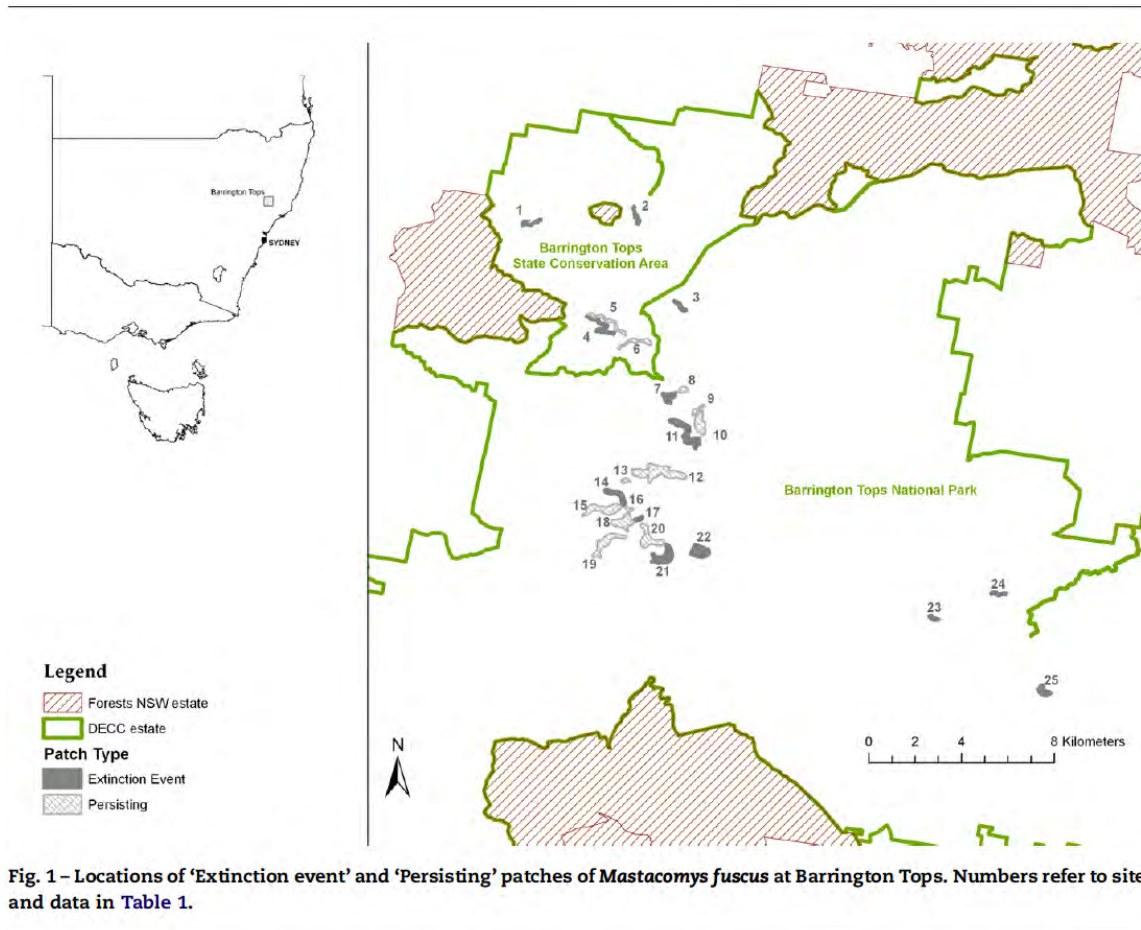 Barrington Tops
SYDNEY
Legend
Forests NSW estate
DECC estate
Patch Type
Extinction Event
Persisting
1
2
Barrington Tops
State Conservation Area
3
5
4
6
7
8
9
11
10
13
12
14
15
16
17
18
20
19
21
22
Barrington Tops National Park
24
23
25
N
0 2 4 8 Kilometers
Fig. 1 – Locations of ‘Extinction event’ and ‘Persisting’ patches of Mastacomys fuscus at Barrington Tops. Numbers refer to site
and data in Table 1.